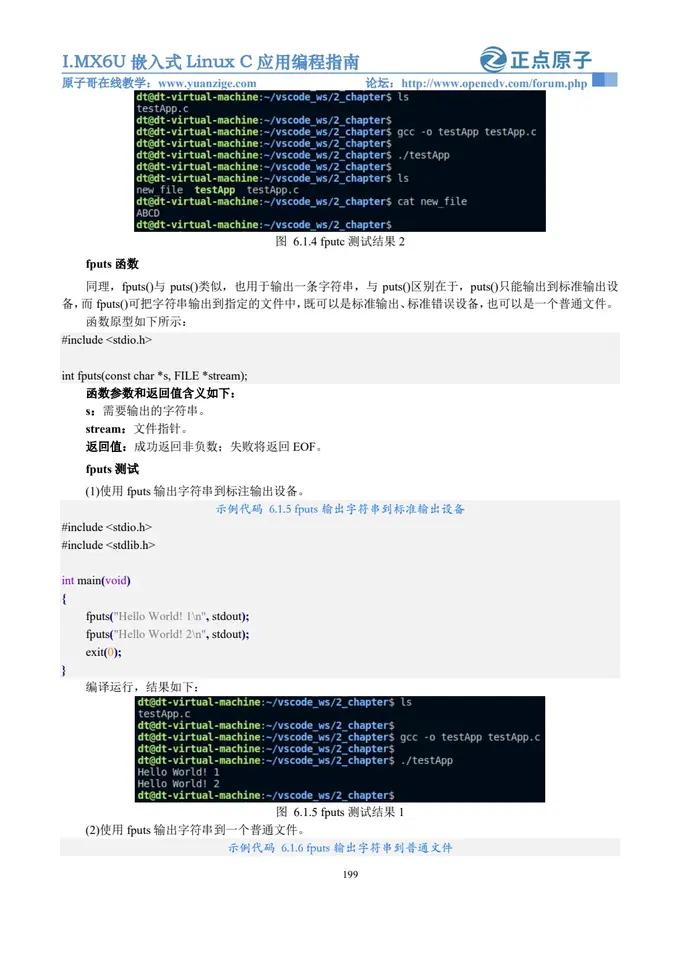 I.MX6U 嵌入式 Linux C 应用编程指南
正点原子
原子哥在线教学：www.yuanzige.com 论坛：http://www.openedv.com/forum.php
dt@dt-virtual-machine:~/vscode_ws/2_chapter$ ls
testApp.c
dt@dt-virtual-machine:~/vscode_ws/2_chapter$
dt@dt-virtual-machine:~/vscode_ws/2_chapter$ gcc -o testApp testApp.c
dt@dt-virtual-machine:~/vscode_ws/2_chapter$
dt@dt-virtual-machine:~/vscode_ws/2_chapter$ ./testApp
dt@dt-virtual-machine:~/vscode_ws/2_chapter$
dt@dt-virtual-machine:~/vscode_ws/2_chapter$ ls
new_file testApp testApp.c
dt@dt-virtual-machine:~/vscode_ws/2_chapter$ cat new_file
ABCD
dt@dt-virtual-machine:~/vscode_ws/2_chapter$
图 6.1.4 fputc 测试结果 2
fputs 函数
同理，fputs()与 puts()类似，也用于输出一条字符串，与 puts()区别在于，puts()只能输出到标准输出设
备，而 fputs()可把字符串输出到指定的文件中，既可以是标准输出、标准错误设备，也可以是一个普通文件。
函数原型如下所示：
#include <stdio.h>
int fputs(const char *s, FILE *stream);
函数参数和返回值含义如下：
s：需要输出的字符串。
stream：文件指针。
返回值：成功返回非负数；失败将返回 EOF。
fputs 测试
(1)使用 fputs 输出字符串到标注输出设备。
示例代码 6.1.5 fputs 输出字符串到标准输出设备
#include <stdio.h>
#include <stdlib.h>
int main(void)
{
fputs("Hello World! 1\n", stdout);
fputs("Hello World! 2\n", stdout);
exit(0);
}
编译运行，结果如下：
dt@dt-virtual-machine:~/vscode_ws/2_chapter$ ls
testApp.c
dt@dt-virtual-machine:~/vscode_ws/2_chapter$
dt@dt-virtual-machine:~/vscode_ws/2_chapter$ gcc -o testApp testApp.c
dt@dt-virtual-machine:~/vscode_ws/2_chapter$
dt@dt-virtual-machine:~/vscode_ws/2_chapter$ ./testApp
Hello World! 1
Hello World! 2
dt@dt-virtual-machine:~/vscode_ws/2_chapter$
图 6.1.5 fputs 测试结果 1
(2)使用 fputs 输出字符串到一个普通文件。
示例代码 6.1.6 fputs 输出字符串到普通文件
199